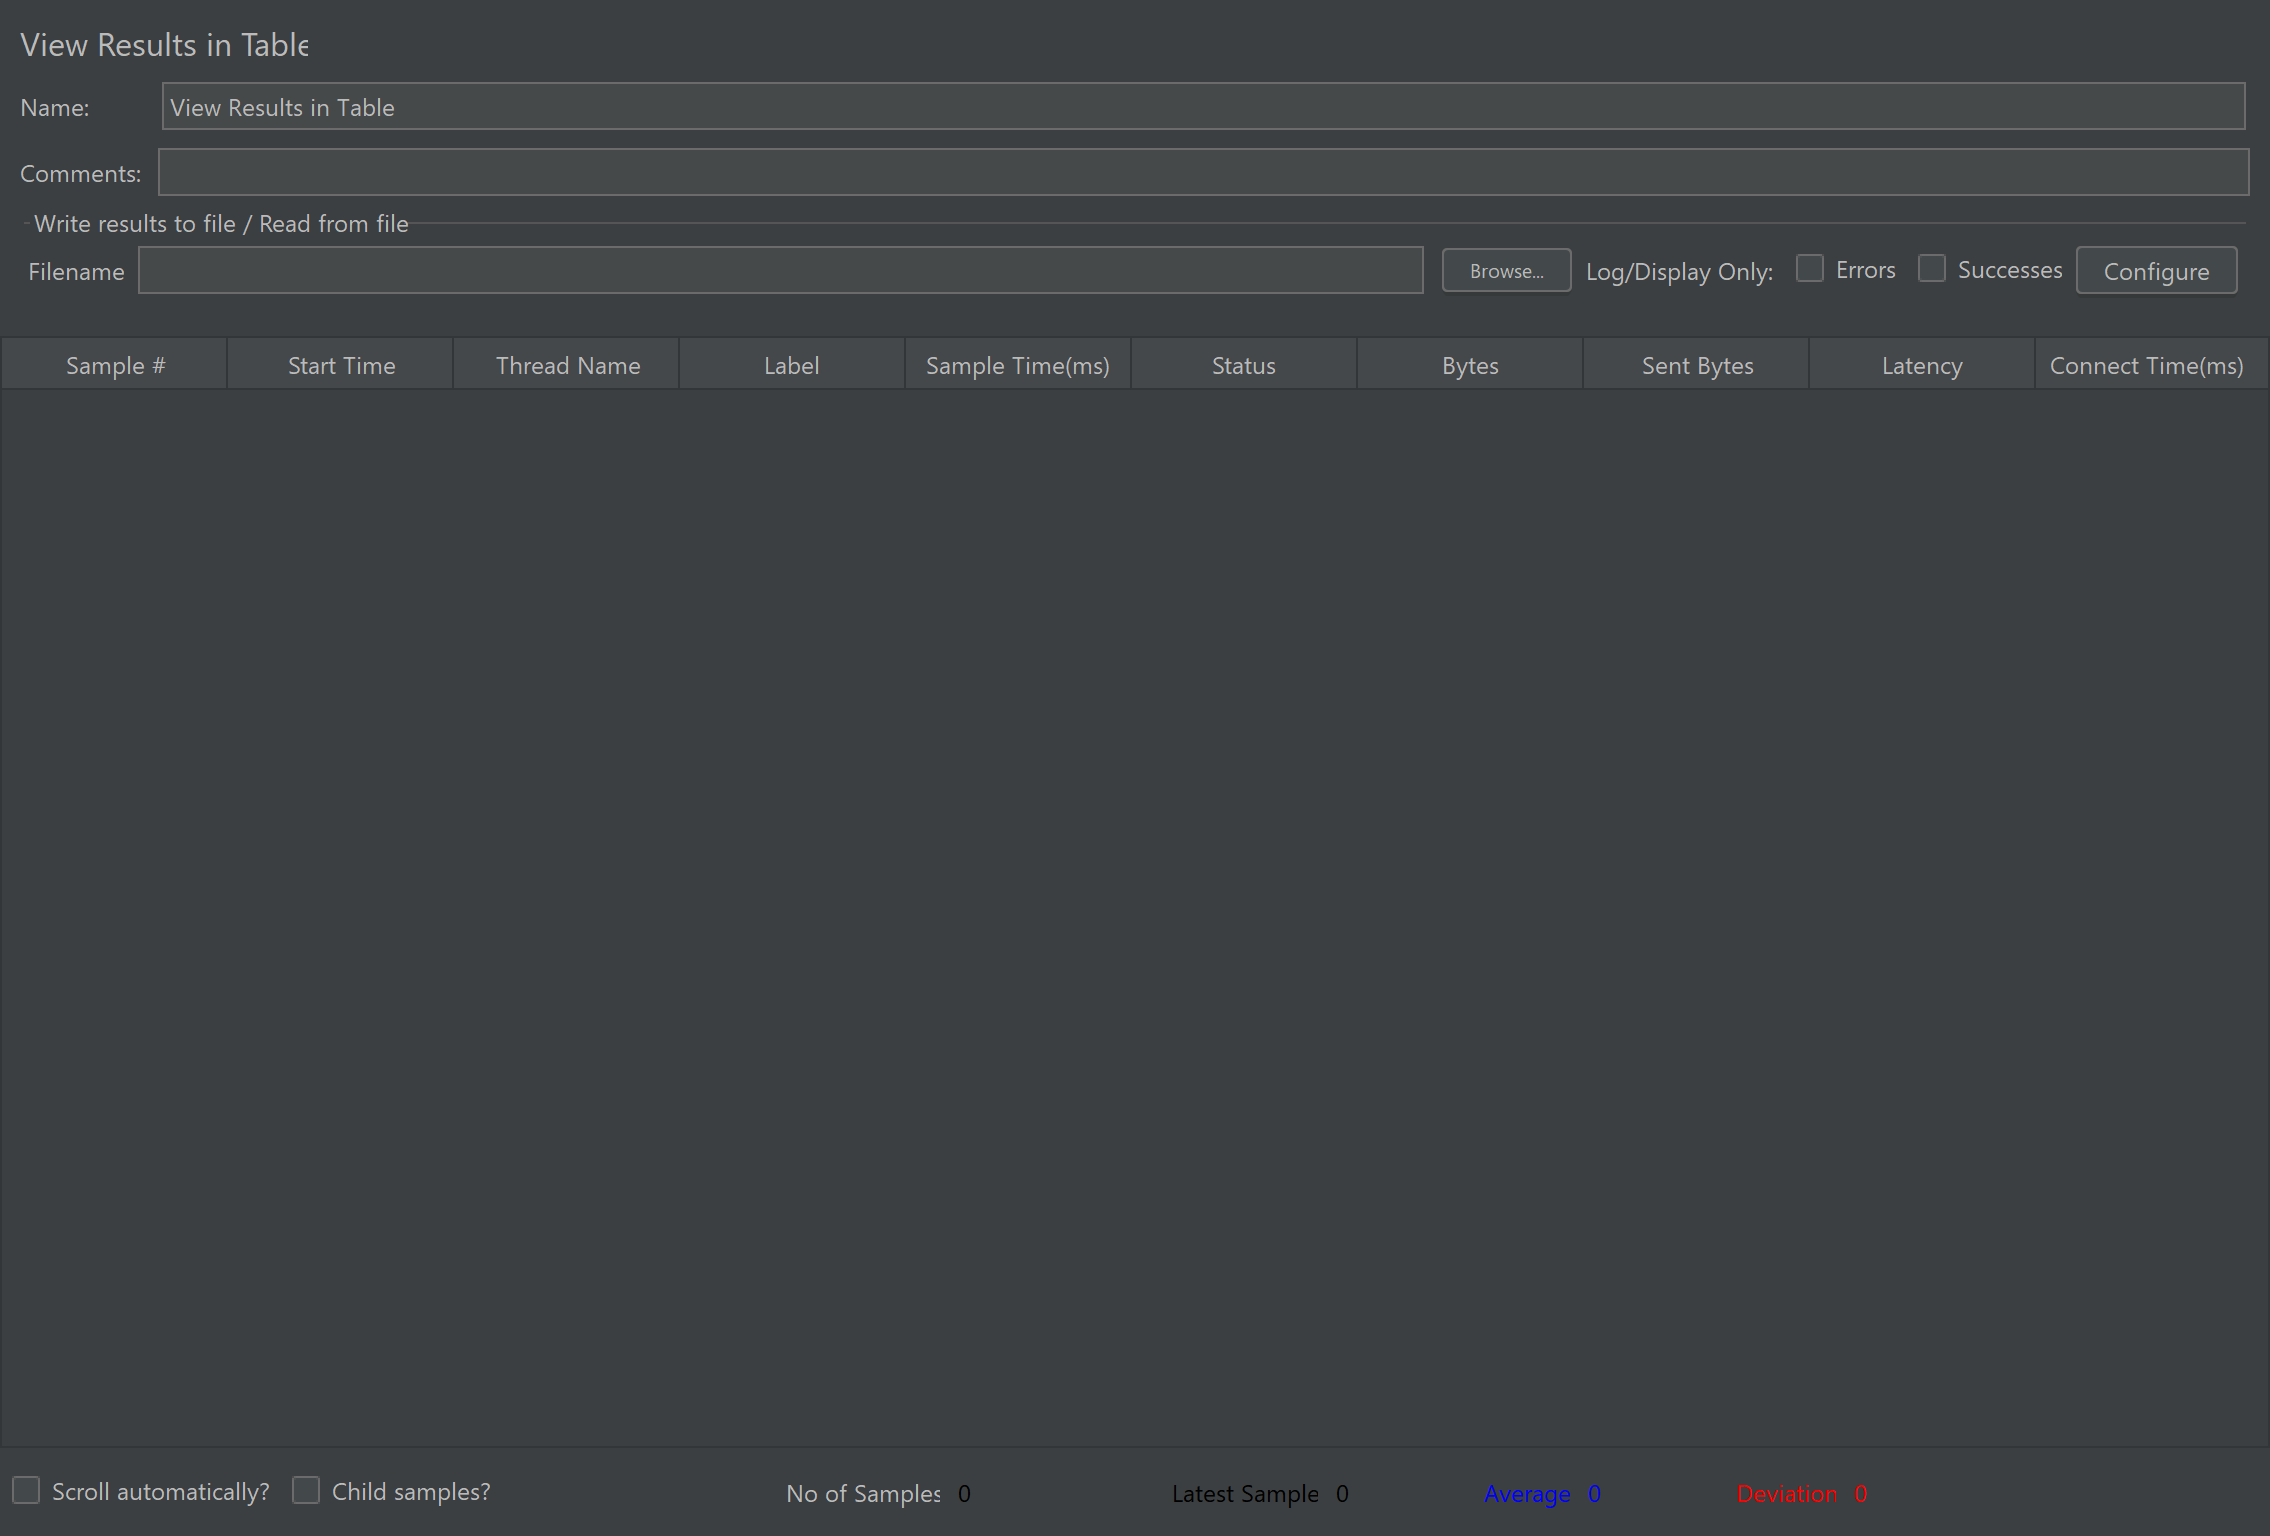 View Results in Table
Name: View Results in Table
Comments:
Write results to file / Read from file
Filename Browse... Log/Display Only: Errors Successes Configure
Sample # Start Time Thread Name Label Sample Time(ms) Status Bytes Sent Bytes Latency Connect Time(ms)
Scroll automatically? Child samples? No of Samples 0 Latest Sample 0 Average 0 Deviation 0